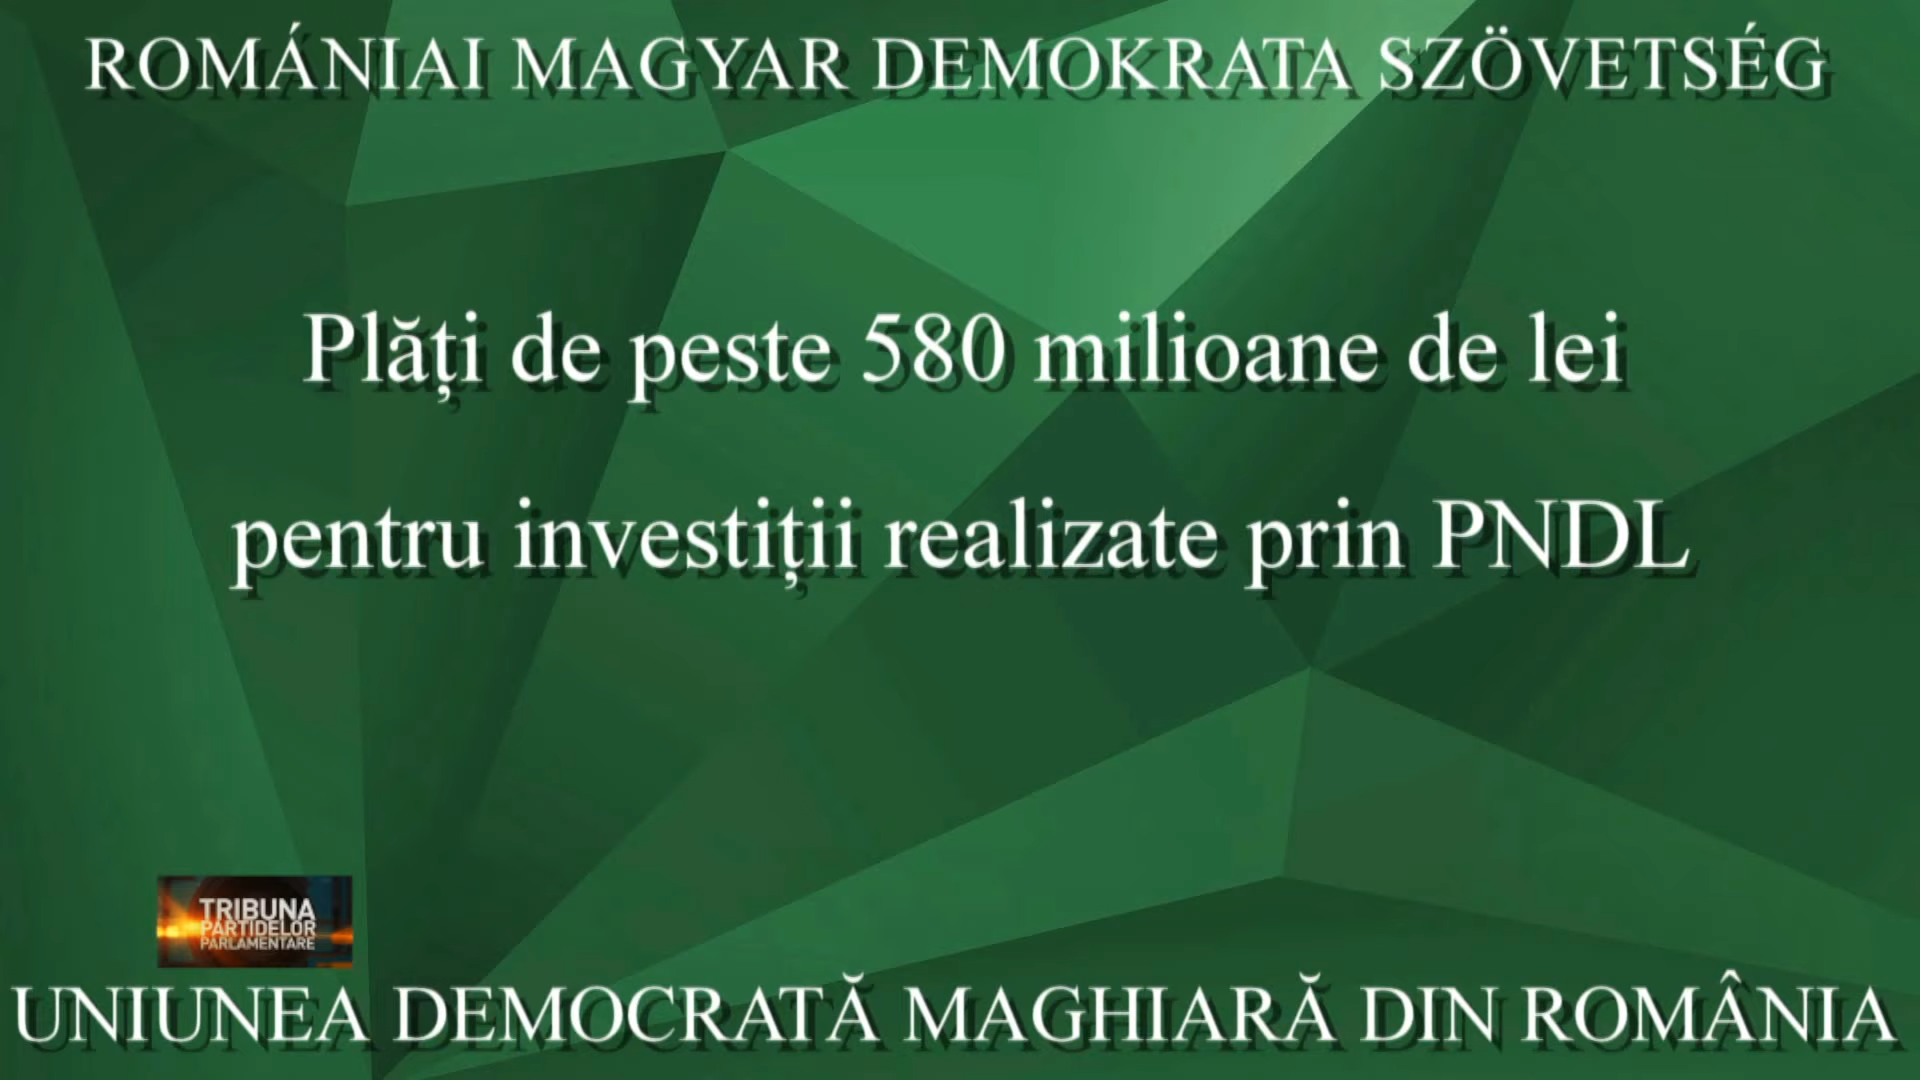 ROMÁNIAI MAGYAR DEMOKRATA SZÖVETSÉG
Plăți de peste 580 milioane de lei
pentru investiții realizate prin PNDL
TRIBUNA
PARTIDELOR
PARLAMENTARE
UNIUNEA DEMOCRATĂ MAGHIARĂ DIN ROMÂNIA